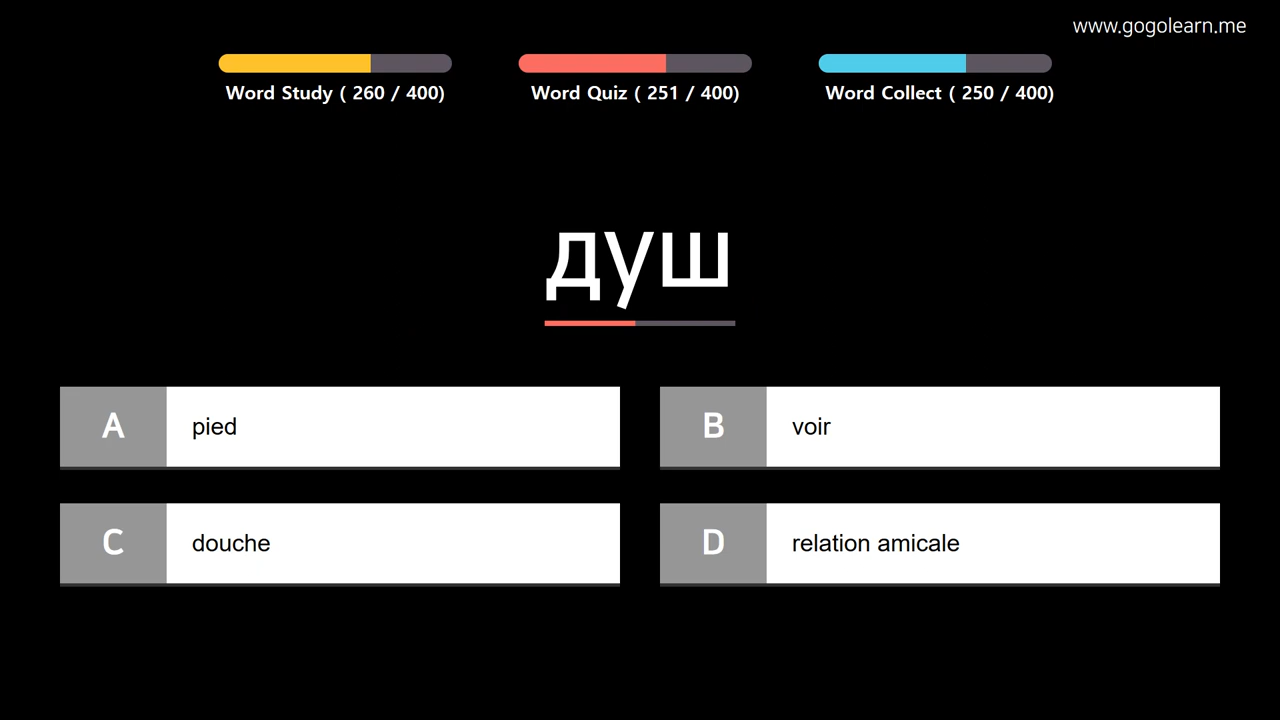 www.gogolearn.me
Word Study ( 260 / 400)
Word Quiz ( 251 / 400)
Word Collect ( 250 / 400)
душ
A pied
B voir
C douche
D relation amicale